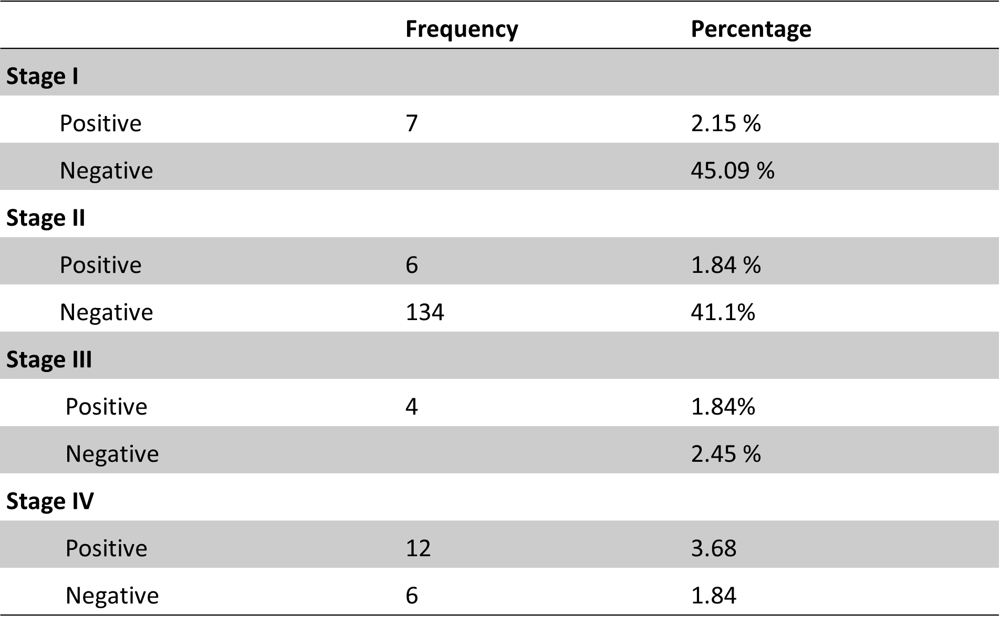 Frequency Percentage
Stage I
Positive 7 2.15 %
Negative 45.09 %
Stage II
Positive 6 1.84 %
Negative 134 41.1%
Stage III
Positive 4 1.84%
Negative 2.45 %
Stage IV
Positive 12 3.68
Negative 6 1.84